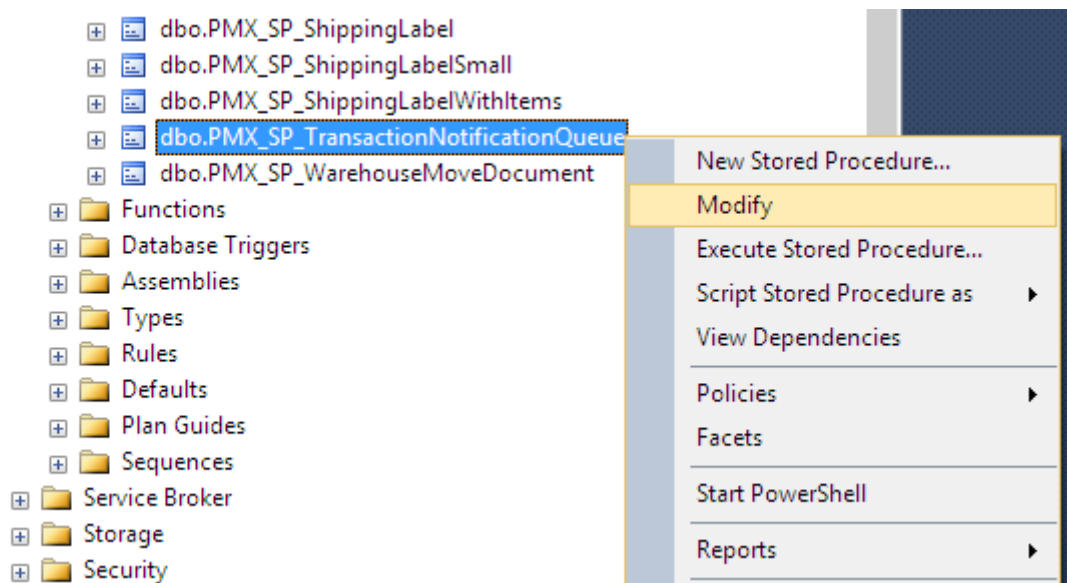 dbo.PMX_SP_ShippingLabel
dbo.PMX_SP_ShippingLabelSmall
dbo.PMX_SP_ShippingLabelWithItems
dbo.PMX_SP_TransactionNotificationQueue
dbo.PMX_SP_WarehouseMoveDocument
Functions
Database Triggers
Assemblies
Types
Rules
Defaults
Plan Guides
Sequences
Service Broker
Storage
Security
New Stored Procedure...
Modify
Execute Stored Procedure...
Script Stored Procedure as
View Dependencies
Policies
Facets
Start PowerShell
Reports